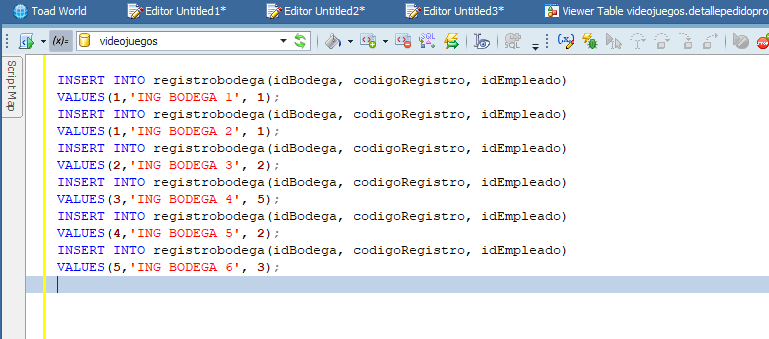 Toad World Editor Untitled1* Editor Untitled2* Editor Untitled3* Viewer Table videojuegos.detallepedidopro
(x)= videojuegos SQL
Script Map
INSERT INTO registrobodega(idBodega, codigoRegistro, idEmpleado)
VALUES(1,'ING BODEGA 1', 1);
INSERT INTO registrobodega(idBodega, codigoRegistro, idEmpleado)
VALUES(1,'ING BODEGA 2', 1);
INSERT INTO registrobodega(idBodega, codigoRegistro, idEmpleado)
VALUES(2,'ING BODEGA 3', 2);
INSERT INTO registrobodega(idBodega, codigoRegistro, idEmpleado)
VALUES(3,'ING BODEGA 4', 5);
INSERT INTO registrobodega(idBodega, codigoRegistro, idEmpleado)
VALUES(4,'ING BODEGA 5', 2);
INSERT INTO registrobodega(idBodega, codigoRegistro, idEmpleado)
VALUES(5,'ING BODEGA 6', 3);